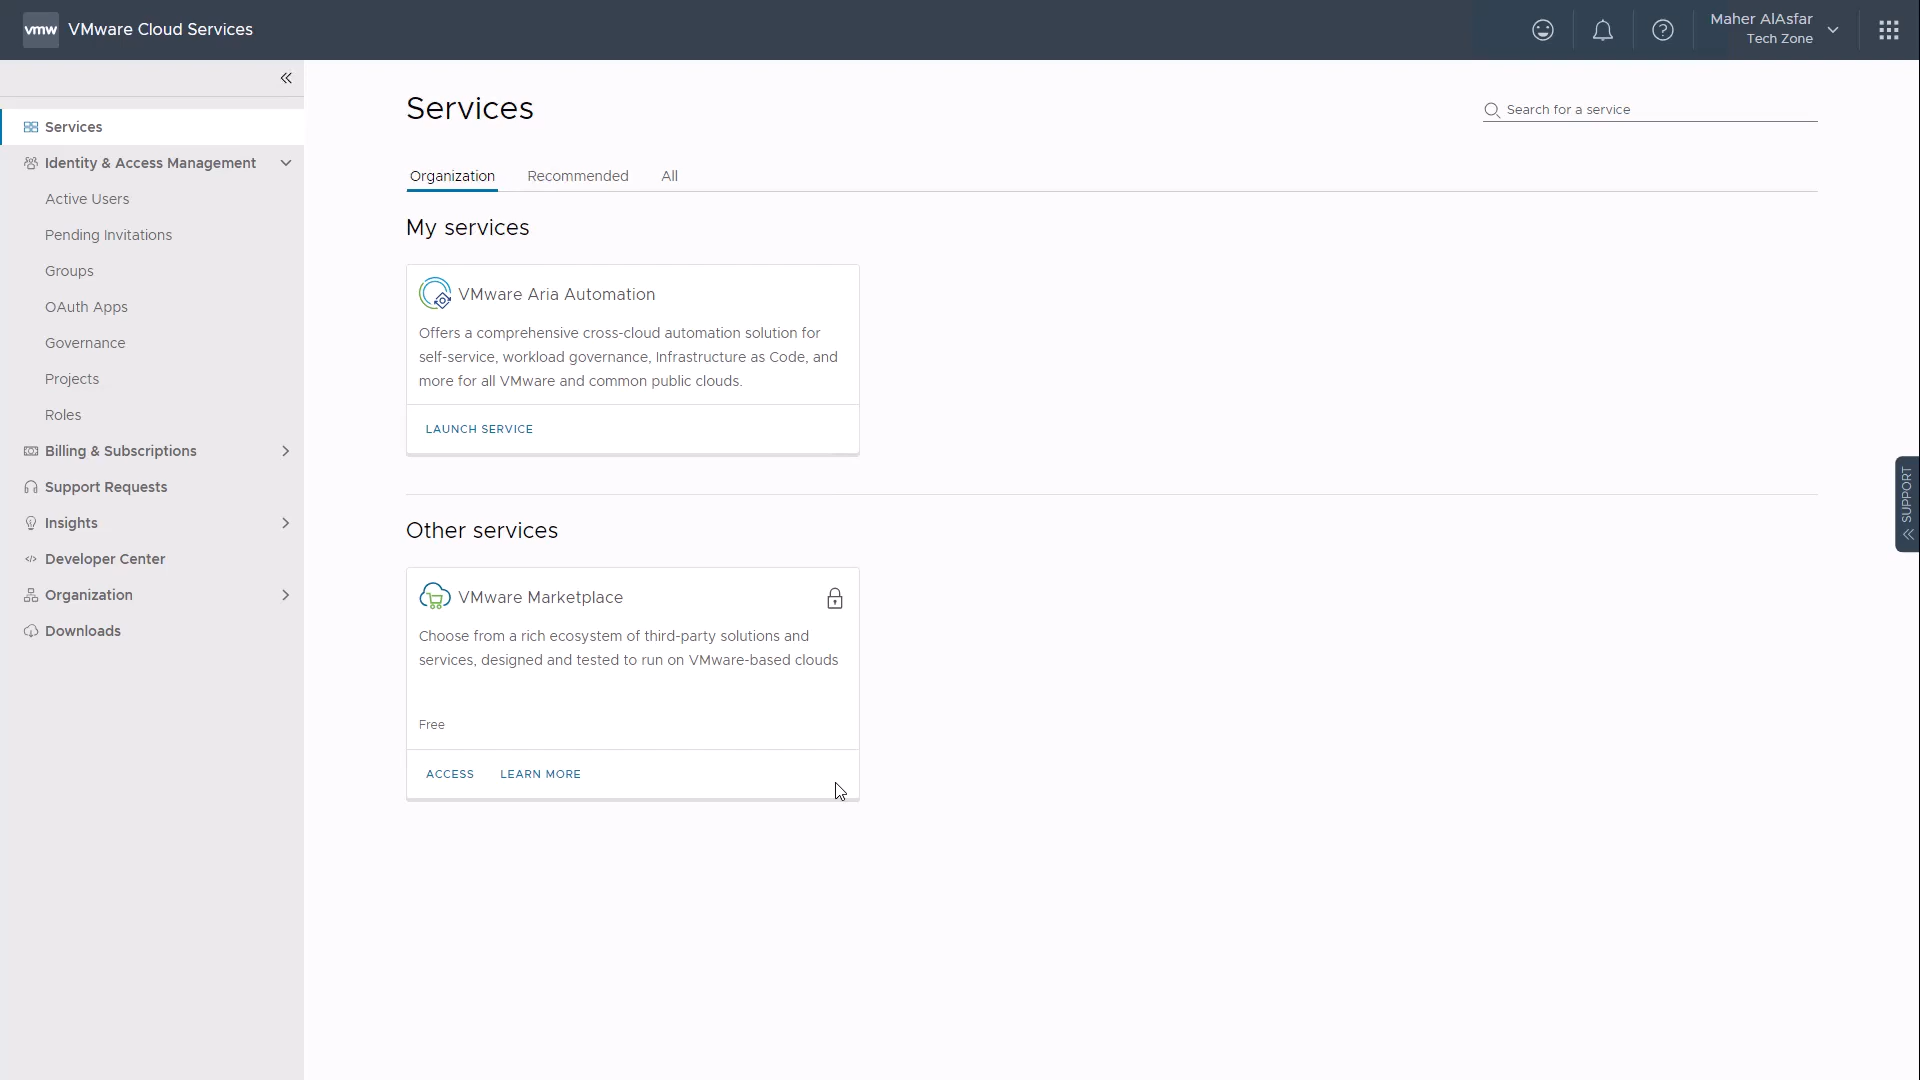 vmw VMware Cloud Services
Maher AlAsfar
Tech Zone
Services
Identity & Access Management
Active Users
Pending Invitations
Groups
OAuth Apps
Governance
Projects
Roles
Billing & Subscriptions
Support Requests
Insights
Developer Center
Organization
Downloads
Services
Search for a service
Organization Recommended All
My services
VMware Aria Automation
Offers a comprehensive cross-cloud automation solution for
self-service, workload governance, Infrastructure as Code, and
more for all VMware and common public clouds.
LAUNCH SERVICE
Other services
VMware Marketplace
Choose from a rich ecosystem of third-party solutions and
services, designed and tested to run on VMware-based clouds
Free
ACCESS LEARN MORE
SUPPORT